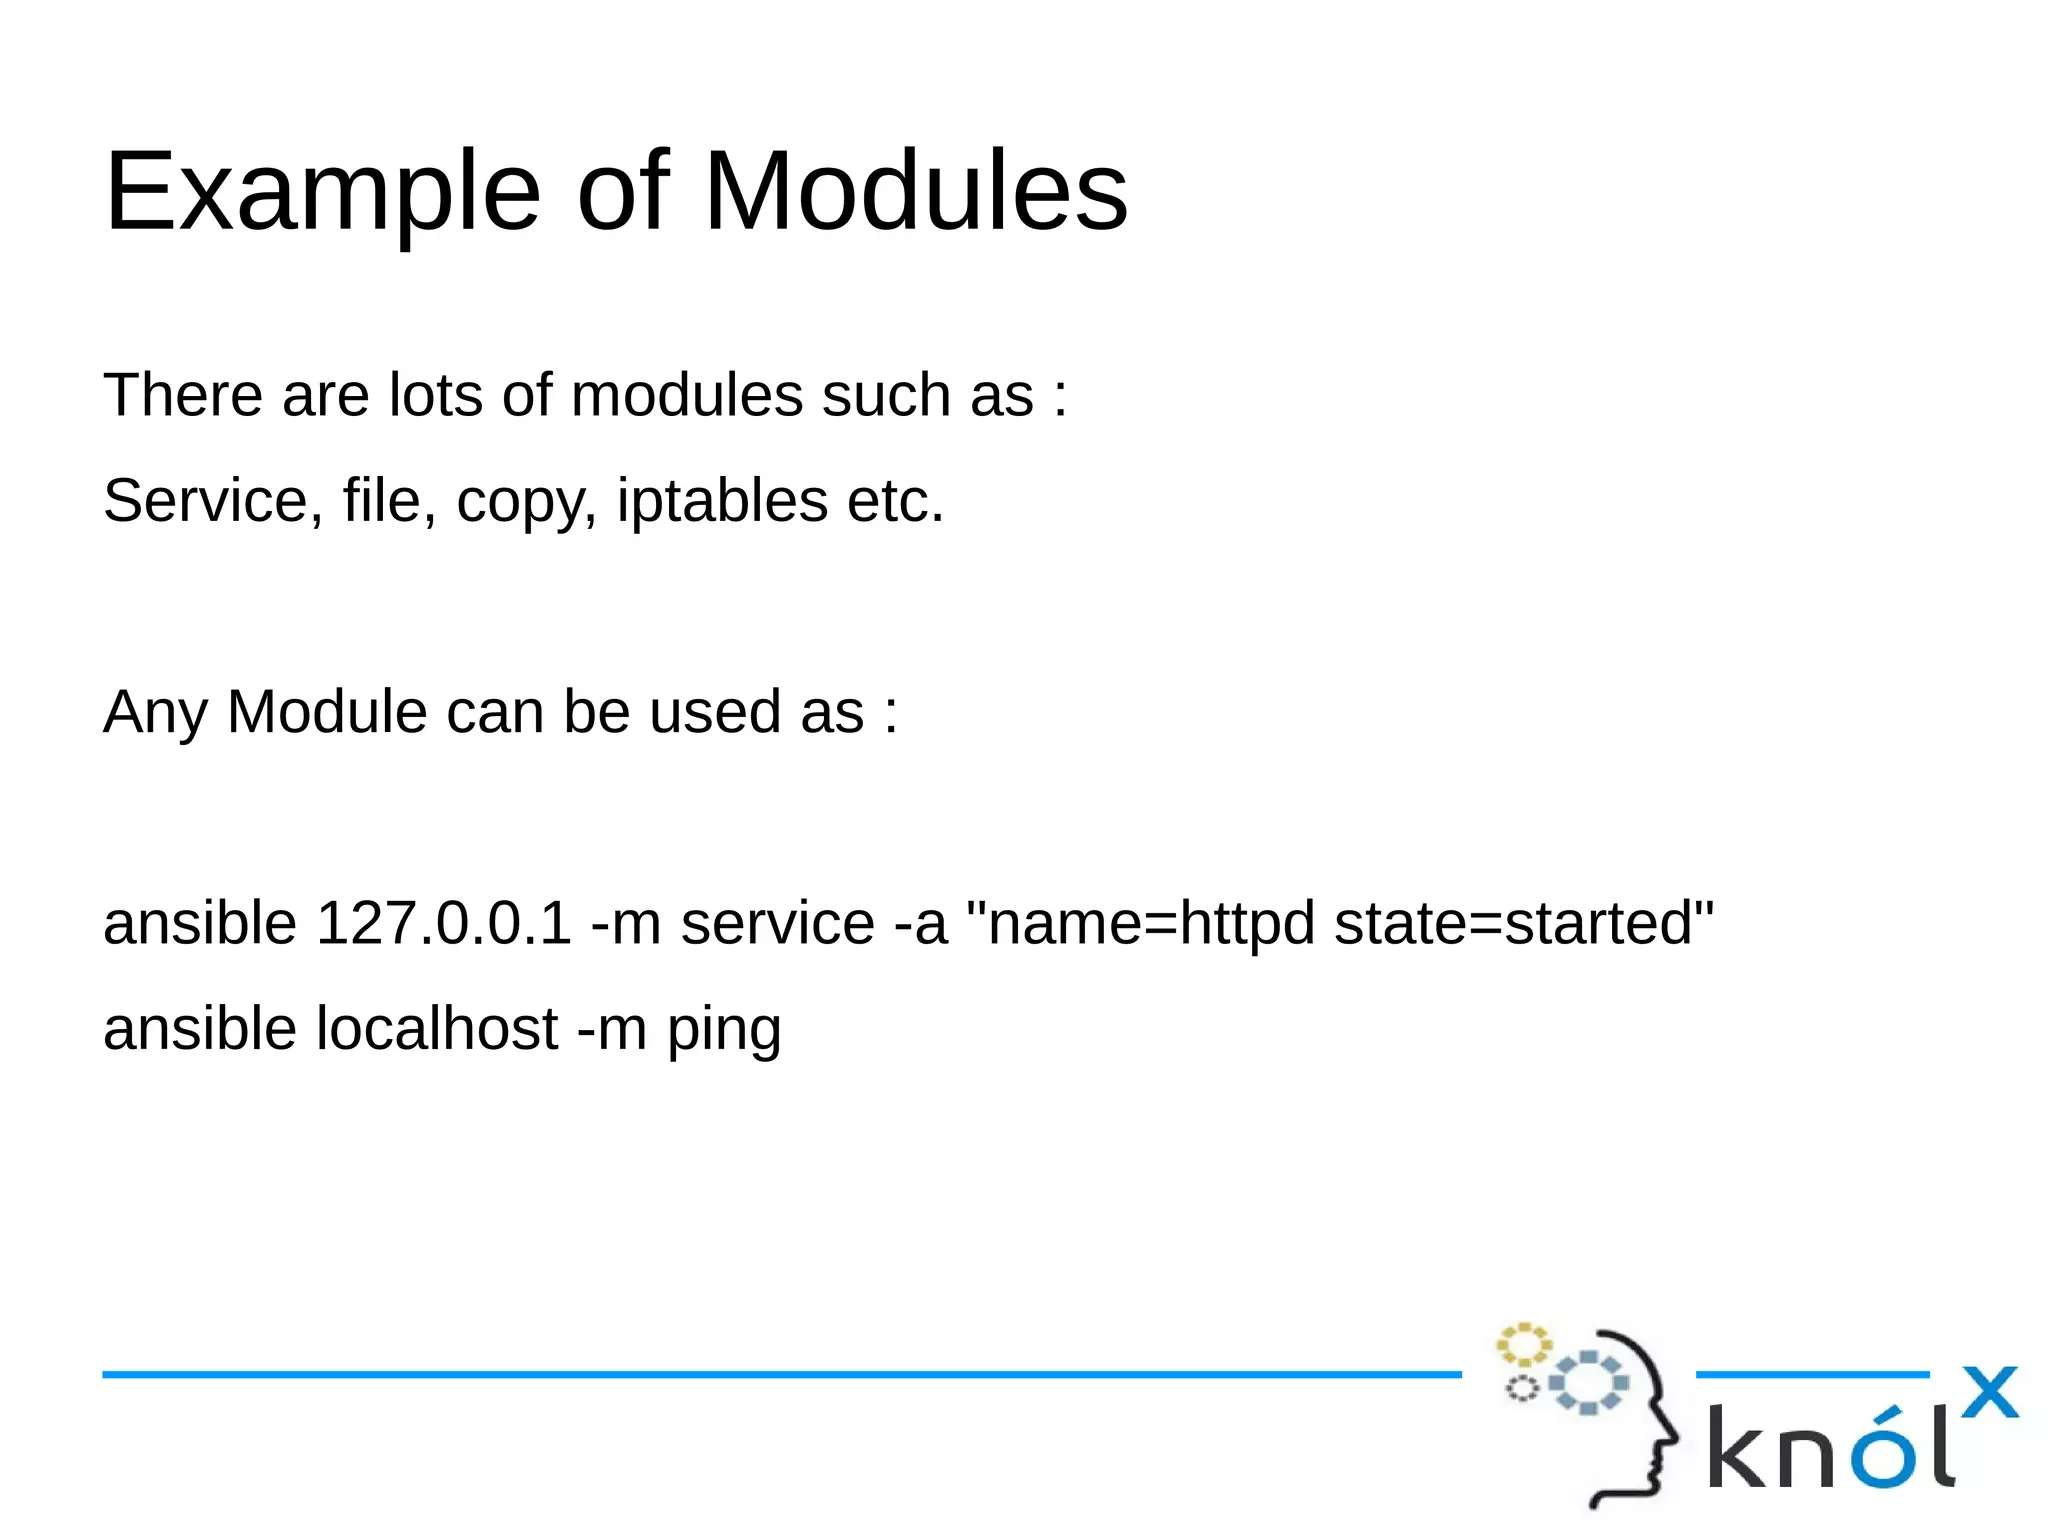 Example of Modules
There are lots of modules such as :
Service, file, copy, iptables etc.
Any Module can be used as :
ansible 127.0.0.1 -m service -a "name=httpd state=started"
ansible localhost -m ping
knólx